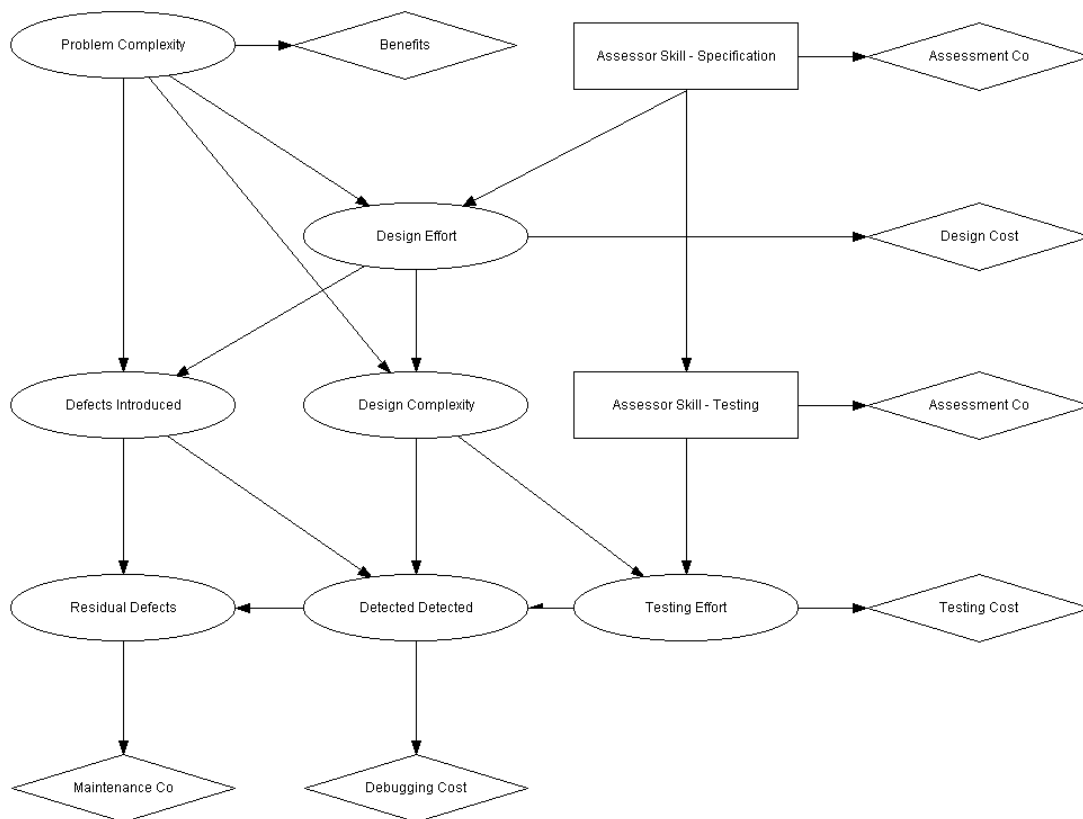 Problem Complexity
Benefits
Assessor Skill - Specification
Assessment Co
Design Effort
Design Cost
Defects Introduced
Design Complexity
Assessor Skill - Testing
Assessment Co
Residual Defects
Detected Detected
Testing Effort
Testing Cost
Maintenance Co
Debugging Cost